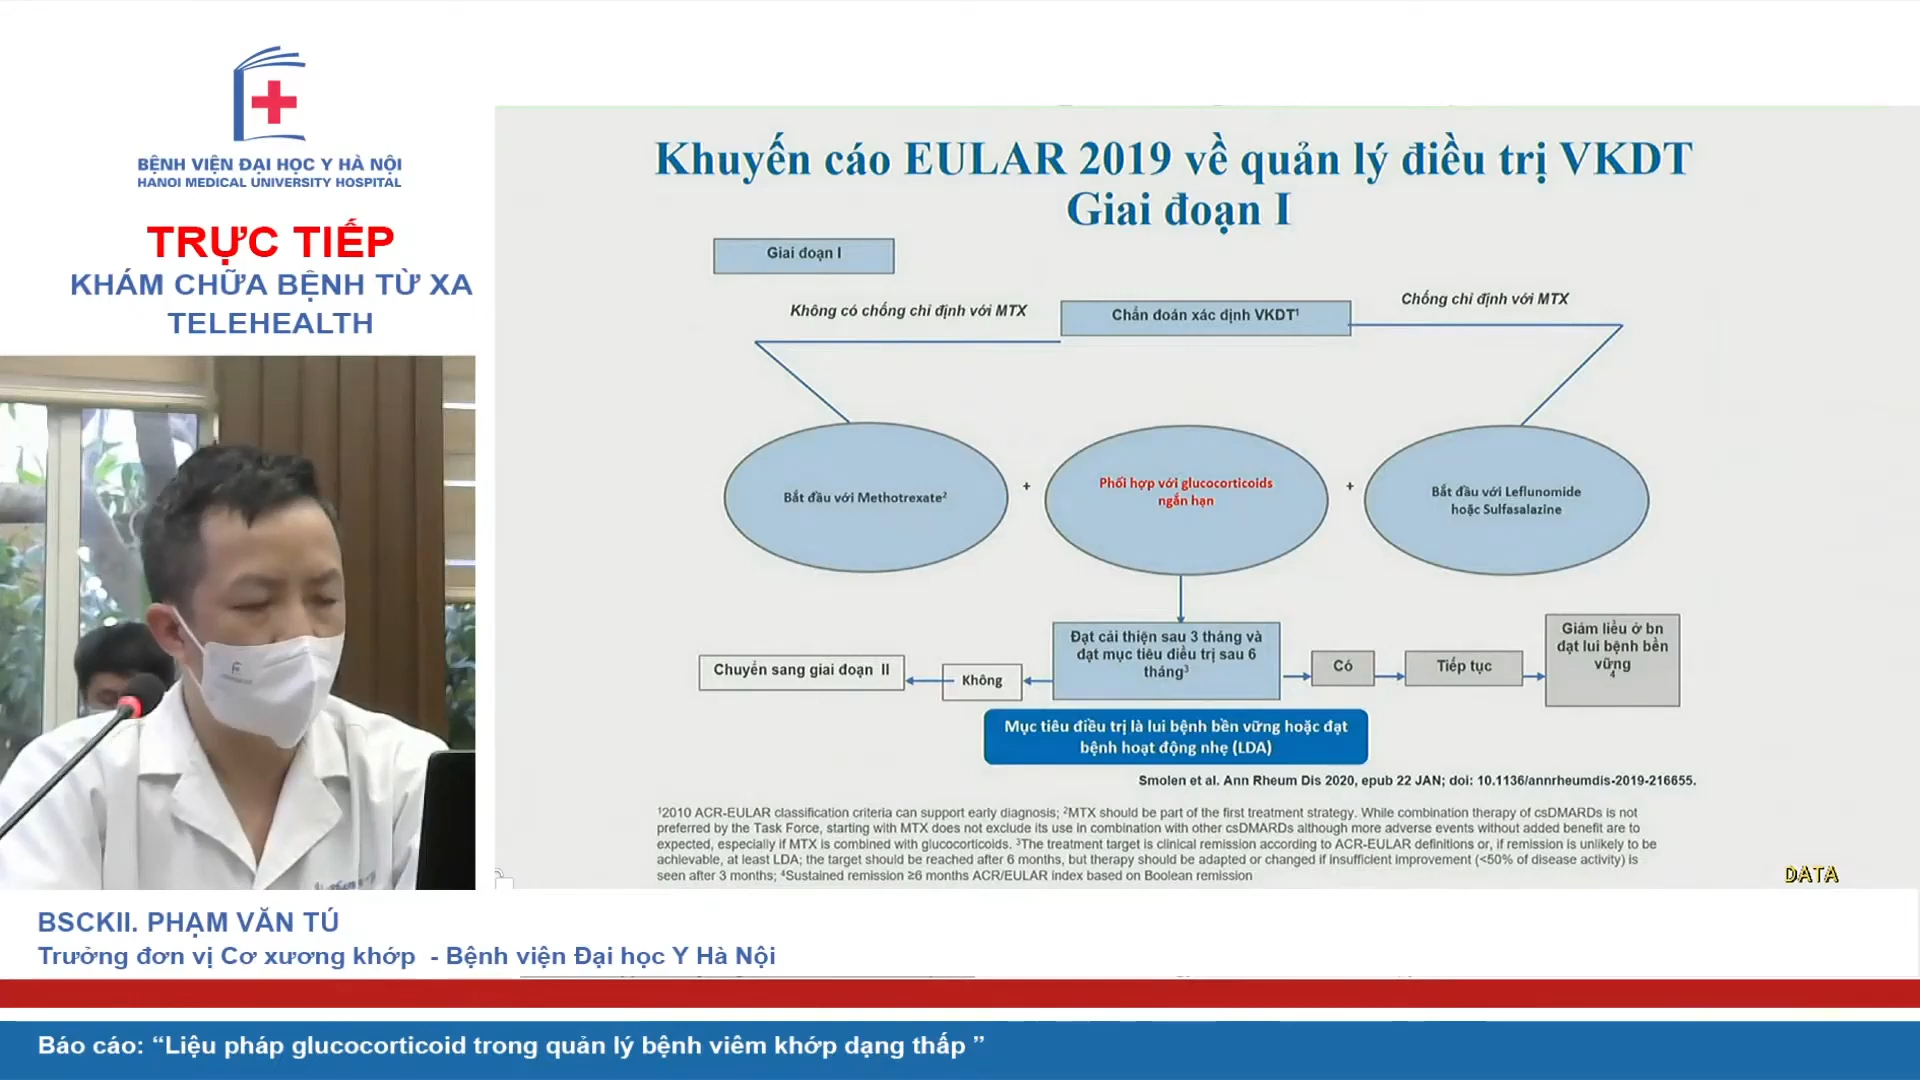 BỆNH VIỆN ĐẠI HỌC Y HÀ NỘI
HANOI MEDICAL UNIVERSITY HOSPITAL
TRỰC TIẾP
KHÁM CHỮA BỆNH TỪ XA
TELEHEALTH
Khuyến cáo EULAR 2019 về quản lý điều trị VKDT
Giai đoạn I
Giai đoạn I
Không có chống chỉ định với MTX
Chẩn đoán xác định VKDT¹
Chống chỉ định với MTX
Bắt đầu với Methotrexate²
+
Phối hợp với glucocorticoids
ngắn hạn
+
Bắt đầu với Leflunomide
hoặc Sulfasalazine
Chuyển sang giai đoạn II
Không
Đạt cải thiện sau 3 tháng và
đạt mục tiêu điều trị sau 6
tháng³
Có
Tiếp tục
Giảm liều ở bn
đạt lui bệnh bền
vững
4
Mục tiêu điều trị là lui bệnh bền vững hoặc đạt
bệnh hoạt động nhẹ (LDA)
Smolen et al. Ann Rheum Dis 2020, epub 22 JAN; doi: 10.1136/annrheumdis-2019-216655.
¹2010 ACR-EULAR classification criteria can support early diagnosis; ²MTX should be part of the first treatment strategy. While combination therapy of csDMARDs is not
preferred by the Task Force, starting with MTX does not exclude its use in combination with other csDMARDs although more adverse events without added benefit are to
expected, especially if MTX is combined with glucocorticoids. ³The treatment target is clinical remission according to ACR-EULAR definitions or, if remission is unlikely to be
achievable, at least LDA; the target should be reached after 6 months, but therapy should be adapted or changed if insufficient improvement (<50% of disease activity) is
seen after 3 months; ⁴Sustained remission ≥6 months ACR/EULAR index based on Boolean remission
DATA
BSCKII. PHẠM VĂN TÚ
Trưởng đơn vị Cơ xương khớp - Bệnh viện Đại học Y Hà Nội
Báo cáo: “Liệu pháp glucocorticoid trong quản lý bệnh viêm khớp dạng thấp ”